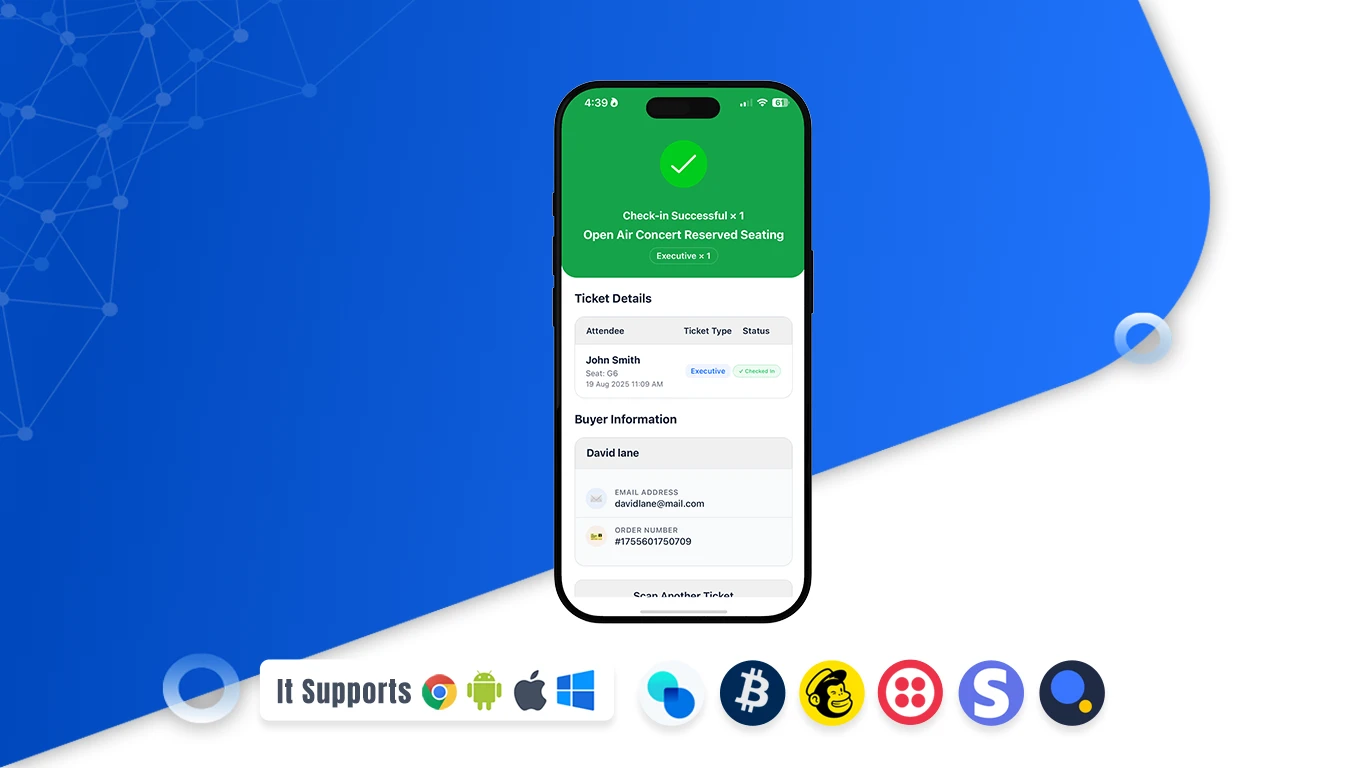 4:39
61
Check-in Successful × 1
Open Air Concert Reserved Seating
Executive × 1
Ticket Details
Attendee Ticket Type Status
John Smith
Seat: G6
19 Aug 2025 11:09 AM
Executive ✓ Checked In
Buyer Information
David lane
EMAIL ADDRESS
davidlane@mail.com
ORDER NUMBER
#1755601750709
Scan Another Ticket
It Supports